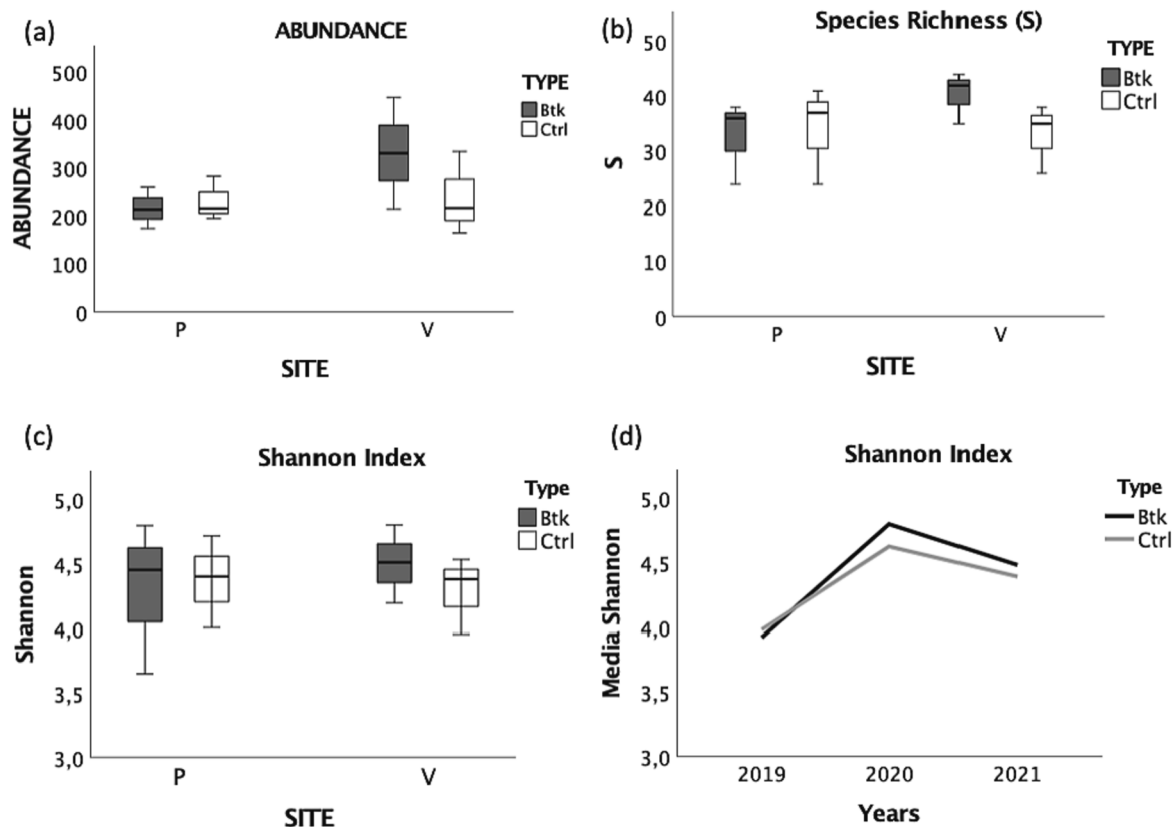 (a)
ABUNDANCE
ABUNDANCE
500
400
300
200
100
0
P
V
SITE
TYPE
Btk
Ctrl
(b)
Species Richness (S)
S
50
40
30
20
10
0
P
V
SITE
TYPE
Btk
Ctrl
(c)
Shannon Index
Shannon
5,0
4,5
4,0
3,5
3,0
P
V
SITE
Type
Btk
Ctrl
(d)
Shannon Index
Media Shannon
5,0
4,5
4,0
3,5
3,0
2019
2020
2021
Years
Type
Btk
Ctrl